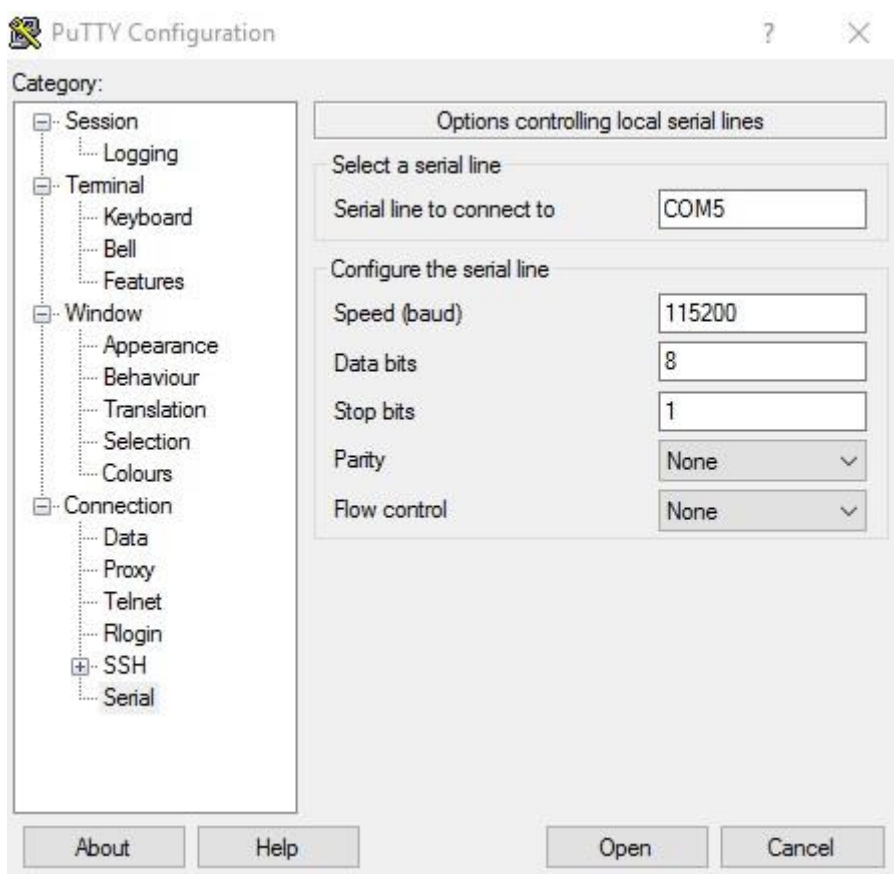 PuTTY Configuration
?
Category:
Session
Logging
Terminal
Keyboard
Bell
Features
Window
Appearance
Behaviour
Translation
Selection
Colours
Connection
Data
Proxy
Telnet
Rlogin
SSH
Serial
Options controlling local serial lines
Select a serial line
Serial line to connect to COM5
Configure the serial line
Speed (baud) 115200
Data bits 8
Stop bits 1
Parity None
Flow control None
About Help Open Cancel